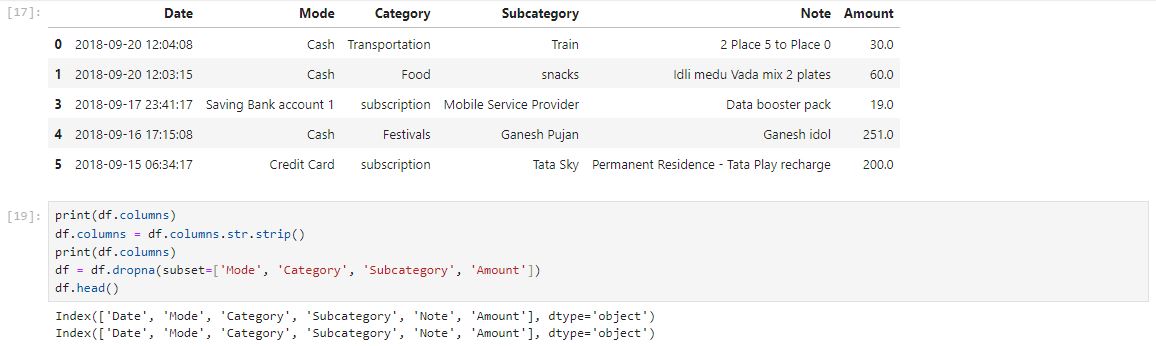 [17]:
Date Mode Category Subcategory Note Amount
0 2018-09-20 12:04:08 Cash Transportation Train 2 Place 5 to Place 0 30.0
1 2018-09-20 12:03:15 Cash Food snacks Idli medu Vada mix 2 plates 60.0
3 2018-09-17 23:41:17 Saving Bank account 1 subscription Mobile Service Provider Data booster pack 19.0
4 2018-09-16 17:15:08 Cash Festivals Ganesh Pujan Ganesh idol 251.0
5 2018-09-15 06:34:17 Credit Card subscription Tata Sky Permanent Residence - Tata Play recharge 200.0
[19]:
print(df.columns)
df.columns = df.columns.str.strip()
print(df.columns)
df = df.dropna(subset=['Mode', 'Category', 'Subcategory', 'Amount'])
df.head()
Index(['Date', 'Mode', 'Category', 'Subcategory', 'Note', 'Amount'], dtype='object')
Index(['Date', 'Mode', 'Category', 'Subcategory', 'Note', 'Amount'], dtype='object')